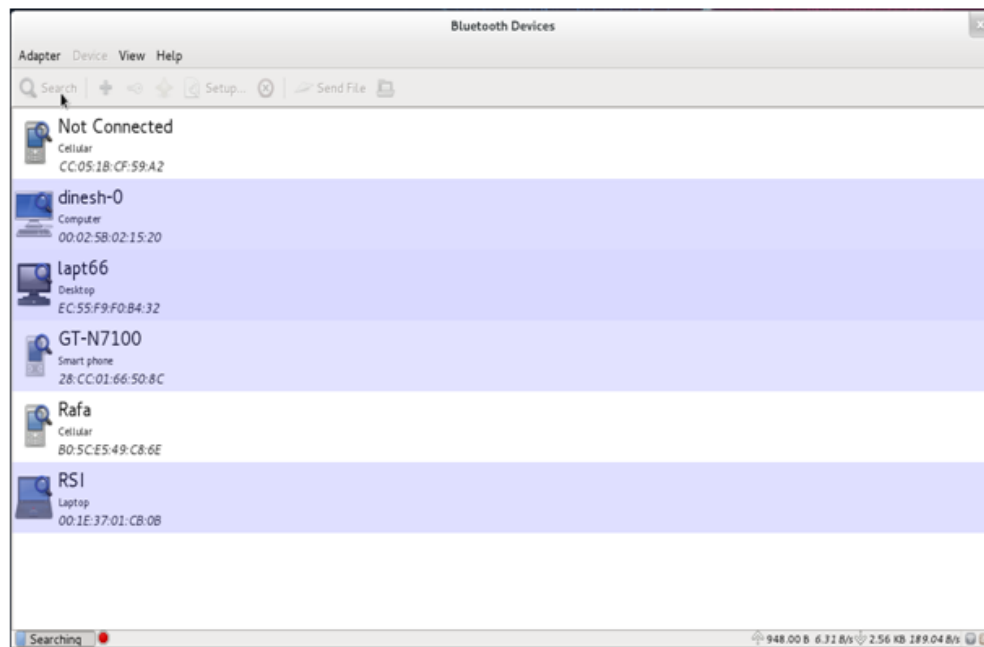 Bluetooth Devices
Adapter Device View Help
Search Setup... Send File
Not Connected
Cellular
CC:05:1B:CF:59:A2
dinesh-0
Computer
00:02:5B:02:15:20
lapt66
Desktop
EC:55:F9:F0:B4:32
GT-N7100
Smart phone
28:CC:01:66:50:8C
Rafa
Cellular
B0:5C:E5:49:C8:6E
RSI
Laptop
00:1E:37:01:CB:0B
Searching 948.00 B 6.31 B/s 2.56 KB 189.04 B/s